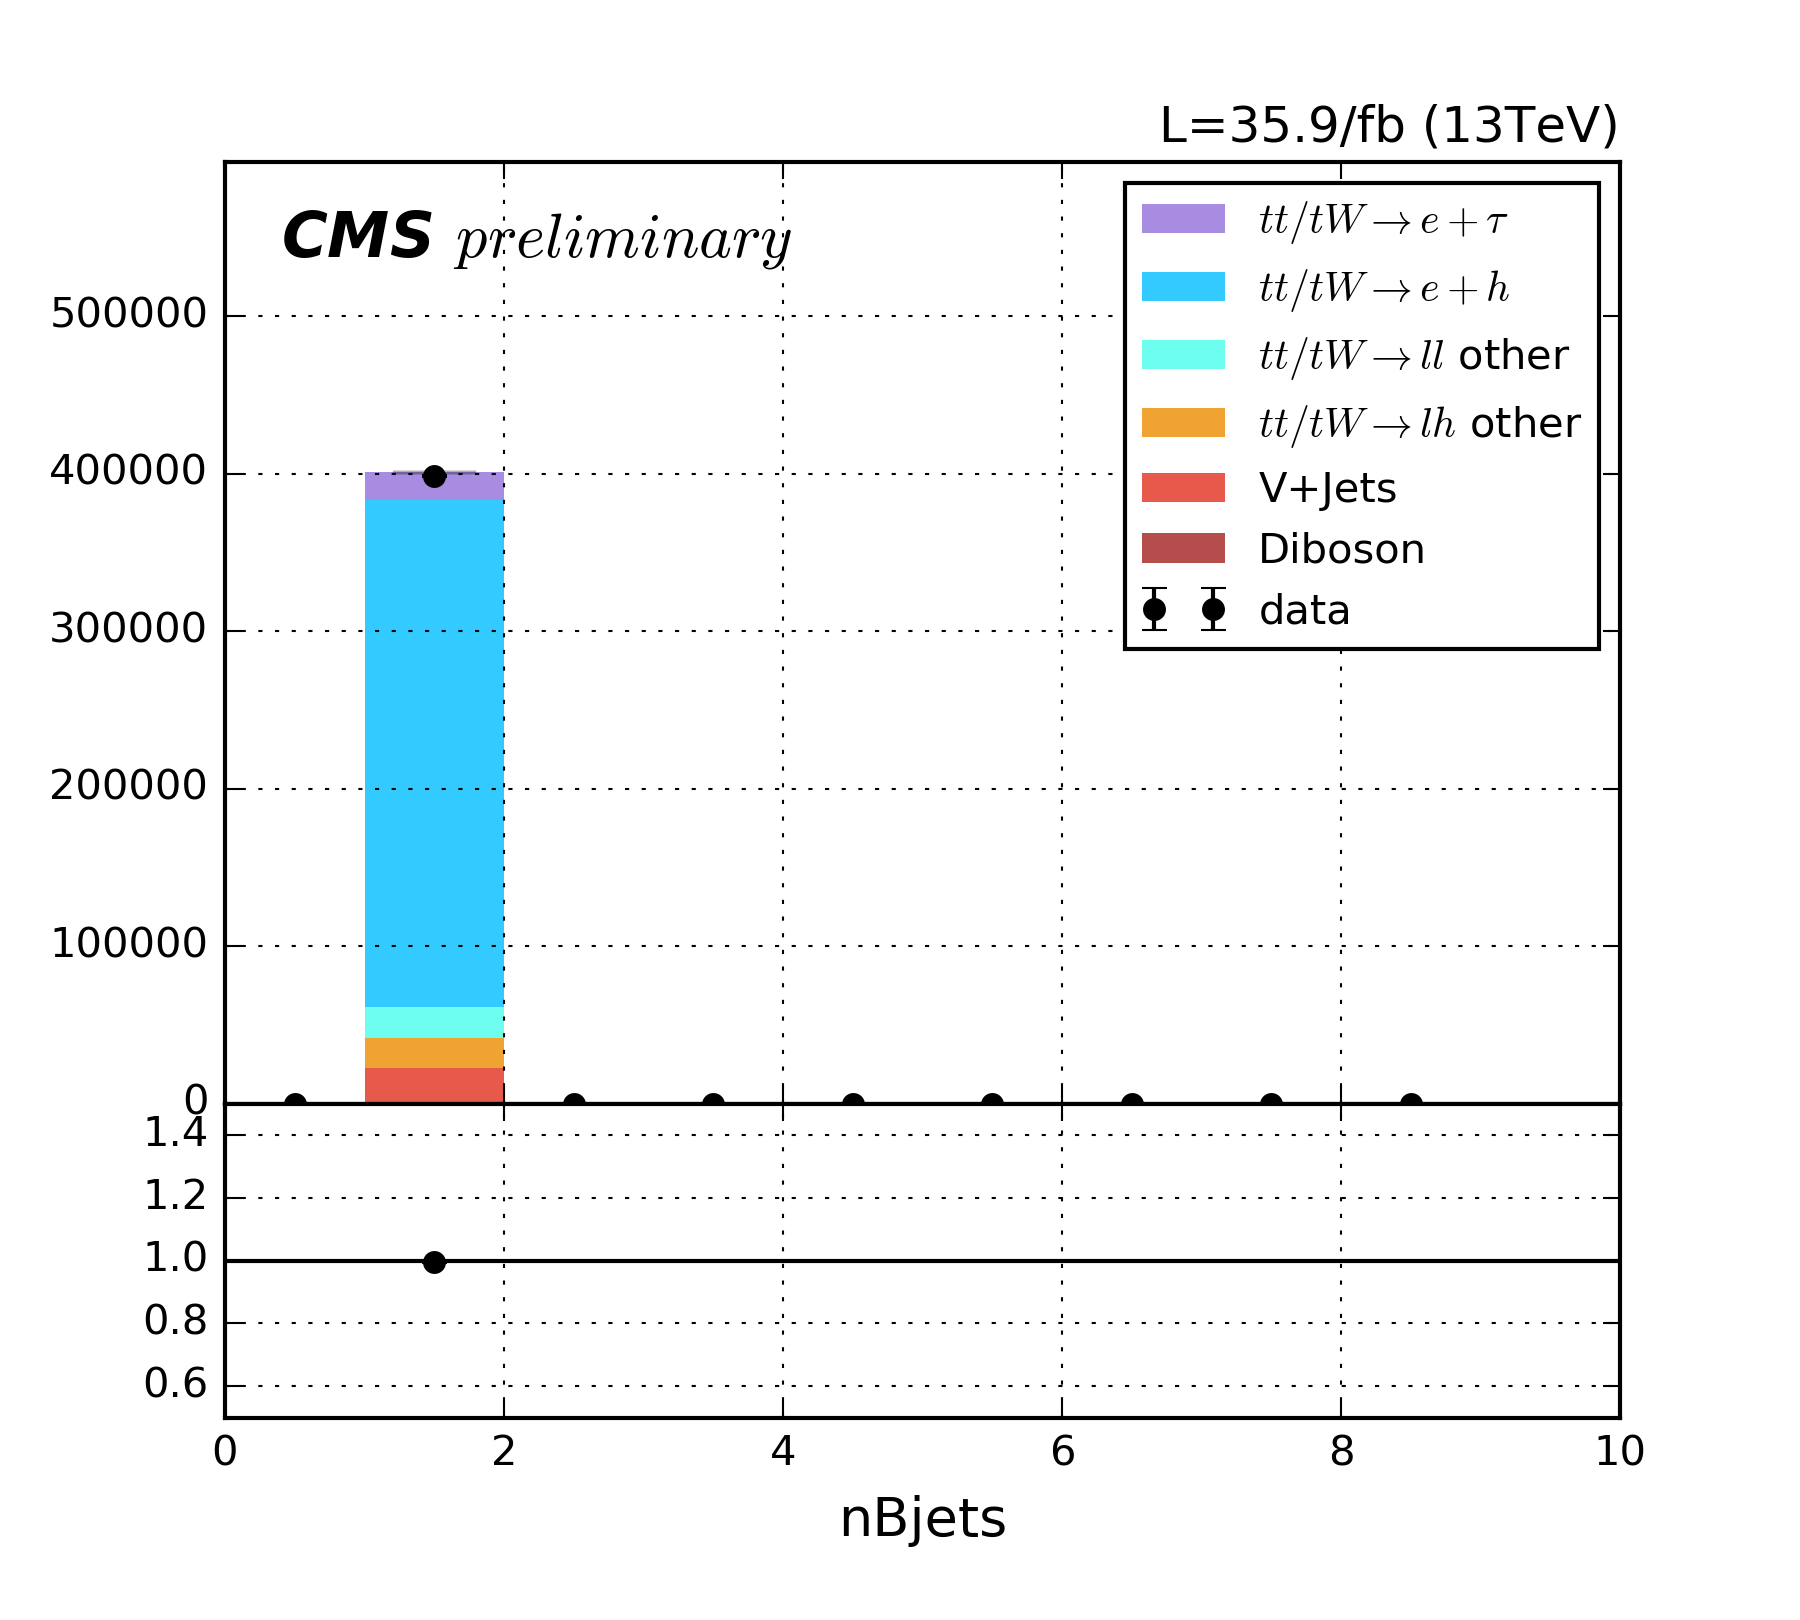 L=35.9/fb (13TeV)
CMS preliminary
tt/tW→e+τ
tt/tW→e+h
tt/tW→ll other
tt/tW→lh other
V+Jets
Diboson
data
500000
400000
300000
200000
100000
0
1.4
1.2
1.0
0.8
0.6
0 2 4 6 8 10
nBjets